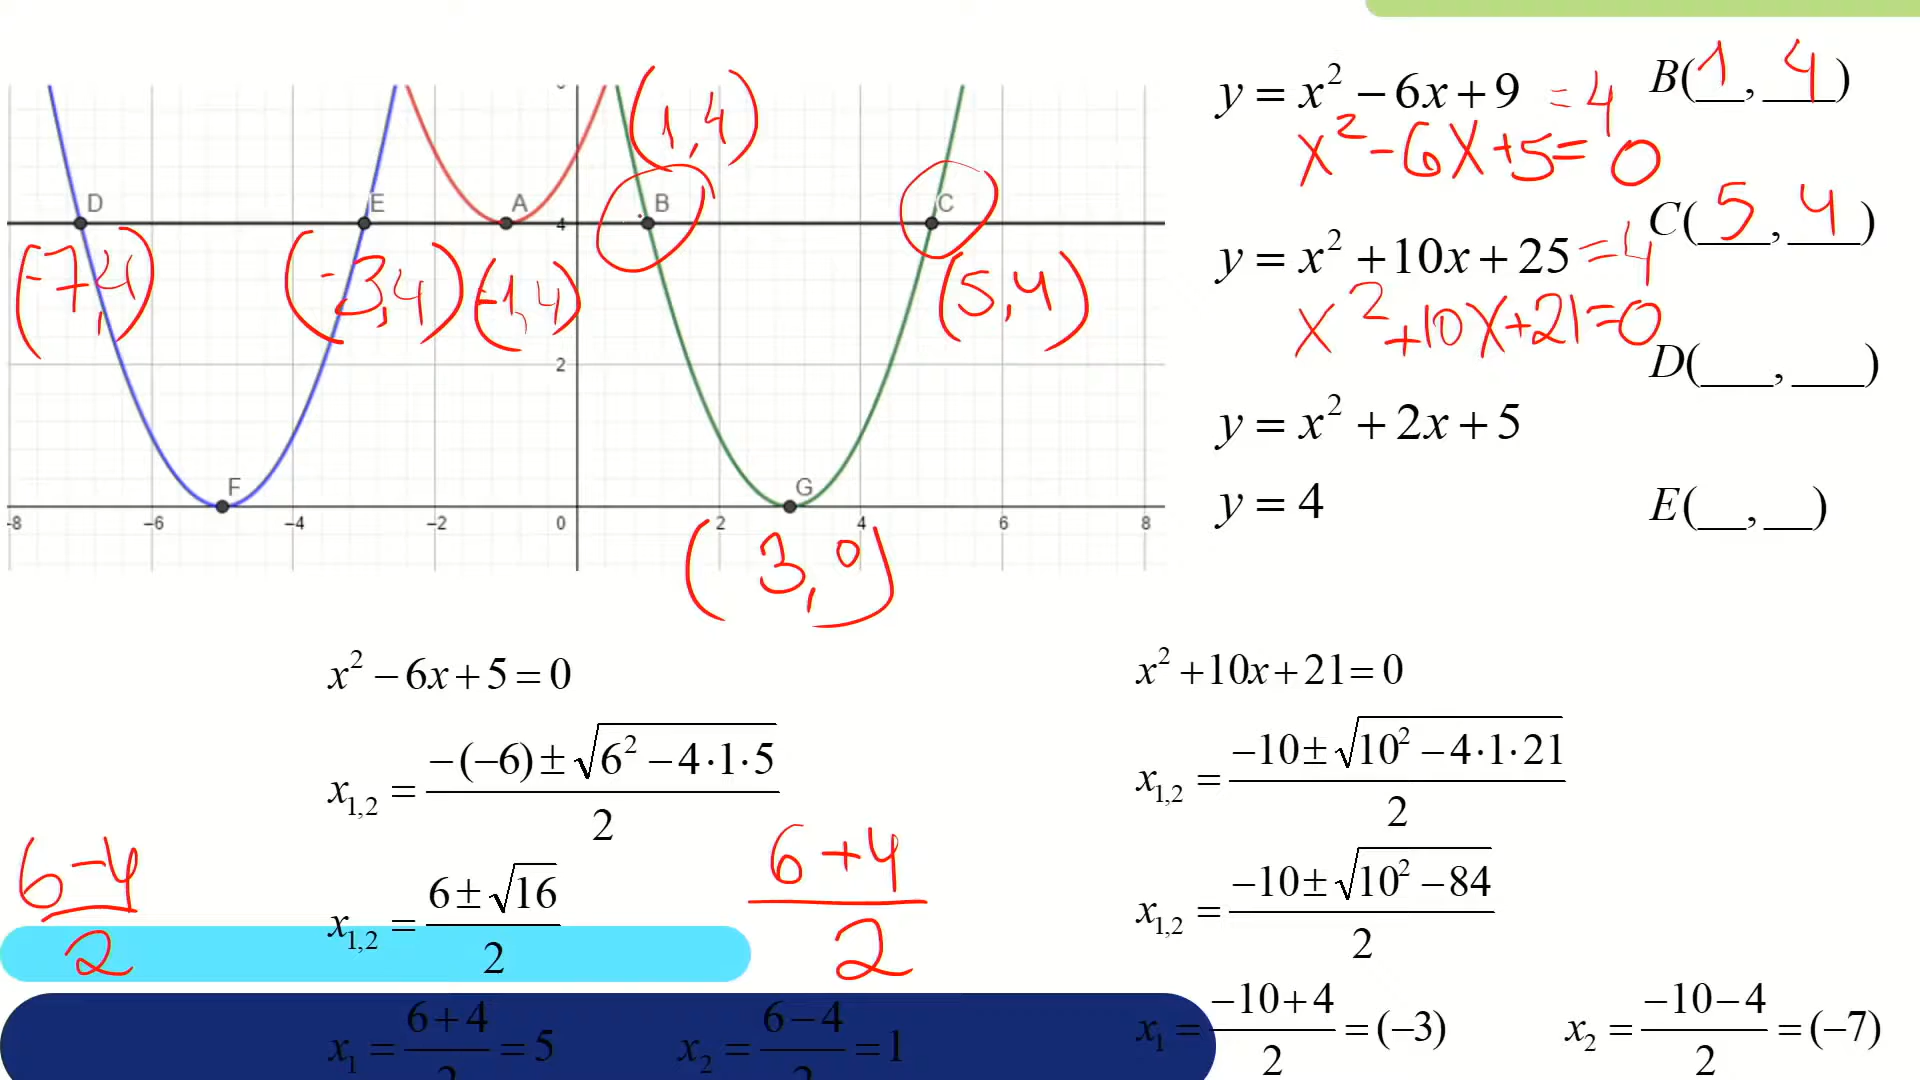 y = x² − 6x + 9 = 4
B(1, 4)
x² − 6x + 5 = 0
(1, 4)
D E A B C
4
C(5, 4)
y = x² + 10x + 25 = 4
(−7, 4) (−3, 4) (−1, 4) (5, 4)
x² + 10x + 21 = 0
2
D(___, ___)
y = x² + 2x + 5
F G
y = 4
E(__, __)
−8 −6 −4 −2 0 2 4 6 8
(3, 0)
x² − 6x + 5 = 0
x₁,₂ = (−(−6) ± √(6² − 4·1·5)) / 2
x₁,₂ = (6 ± √16) / 2
x₁ = (6 + 4) / 2 = 5
x₂ = (6 − 4) / 2 = 1
(6 − 4) / 2
(6 + 4) / 2
x² + 10x + 21 = 0
x₁,₂ = (−10 ± √(10² − 4·1·21)) / 2
x₁,₂ = (−10 ± √(10² − 84)) / 2
x₁ = (−10 + 4) / 2 = (−3)
x₂ = (−10 − 4) / 2 = (−7)